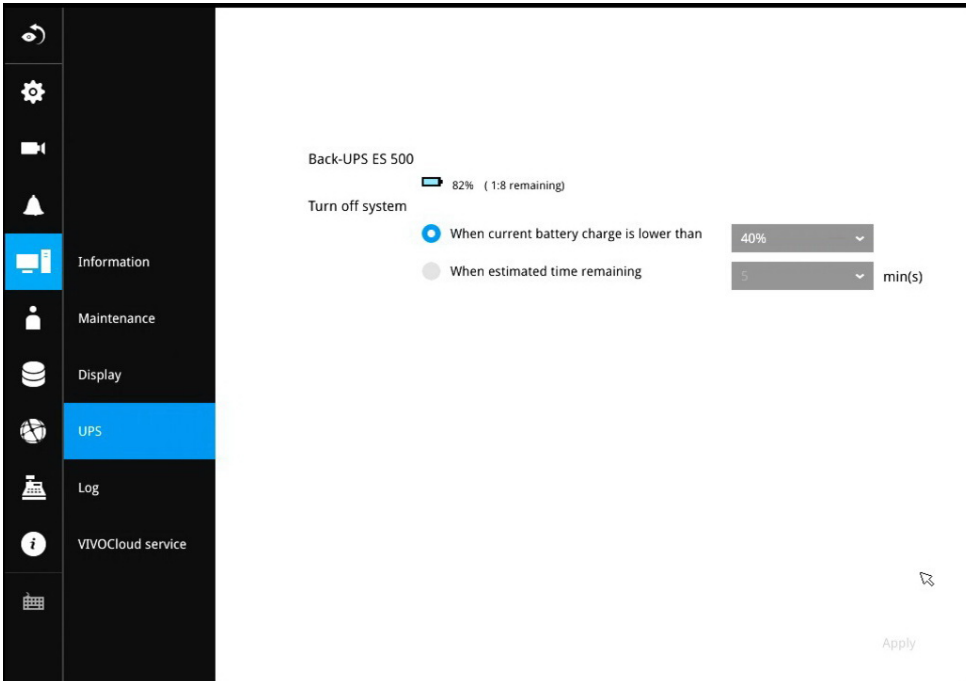 Information
Maintenance
Display
UPS
Log
VIVOCloud service
Back-UPS ES 500
82% ( 1:8 remaining)
Turn off system
When current battery charge is lower than 40%
When estimated time remaining 5 min(s)
Apply